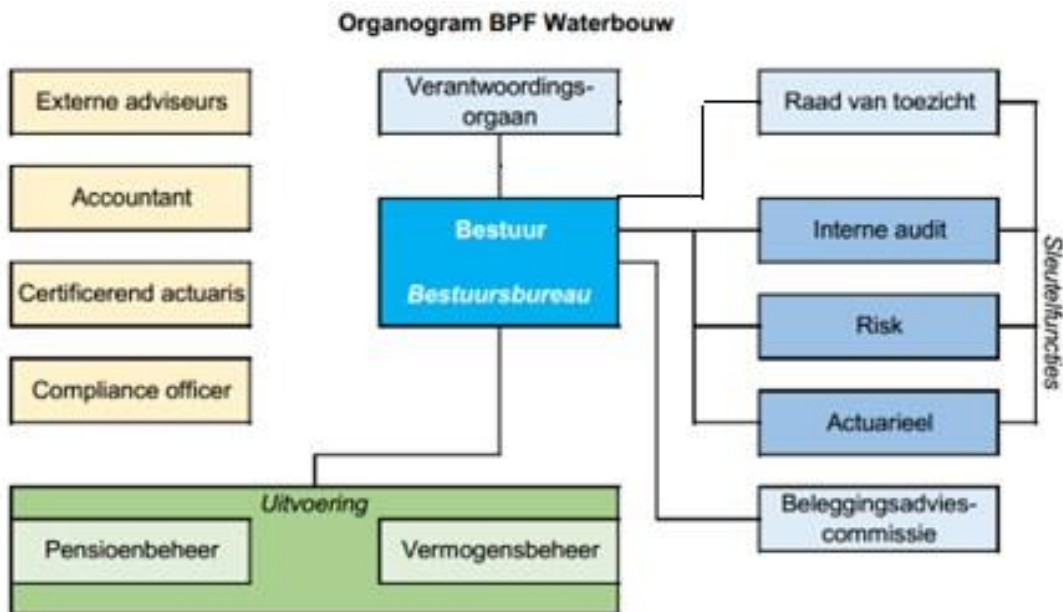 Organogram BPF Waterbouw
Externe adviseurs
Accountant
Certificerend actuaris
Compliance officer
Verantwoordings-
orgaan
Bestuur
Bestuursbureau
Raad van toezicht
Interne audit
Risk
Actuarieel
Sleutelfuncties
Beleggingsadvies-
commissie
Uitvoering
Pensioenbeheer
Vermogensbeheer